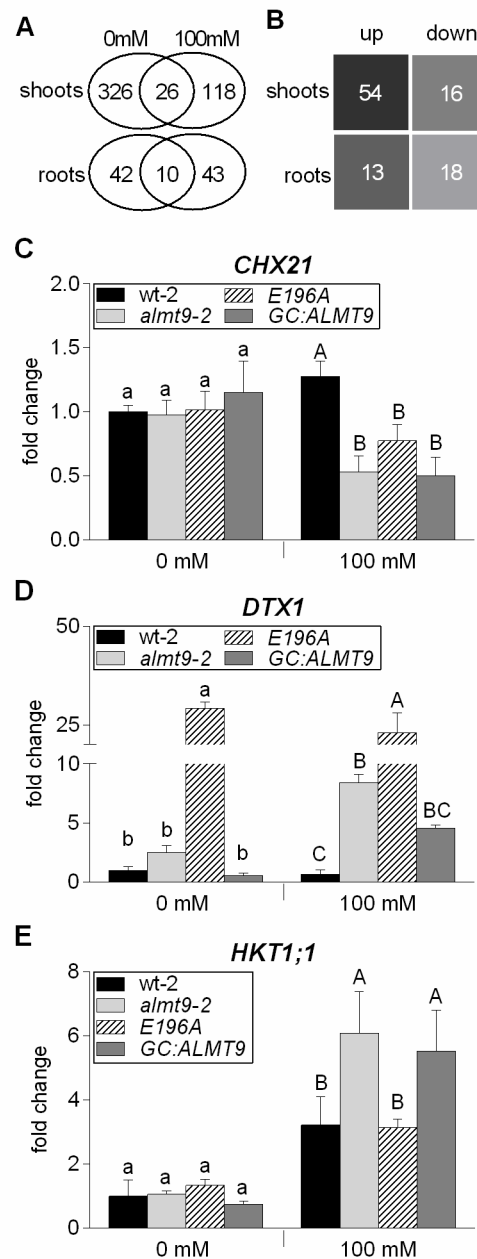 A
0mM 100mM
shoots 326 26 118
roots 42 10 43
B
up down
shoots 54 16
roots 13 18
C
CHX21
wt-2 E196A
almt9-2 GC:ALMT9
2.0
1.5
1.0
0.5
0.0
fold change
a a a a A B B B
0 mM 100 mM
D
DTX1
wt-2 E196A
almt9-2 GC:ALMT9
50
25
10
5
0
fold change
b b a b C B A BC
0 mM 100 mM
E
HKT1;1
wt-2
almt9-2
E196A
GC:ALMT9
8
6
4
2
0
fold change
a a a a B A B A
0 mM 100 mM